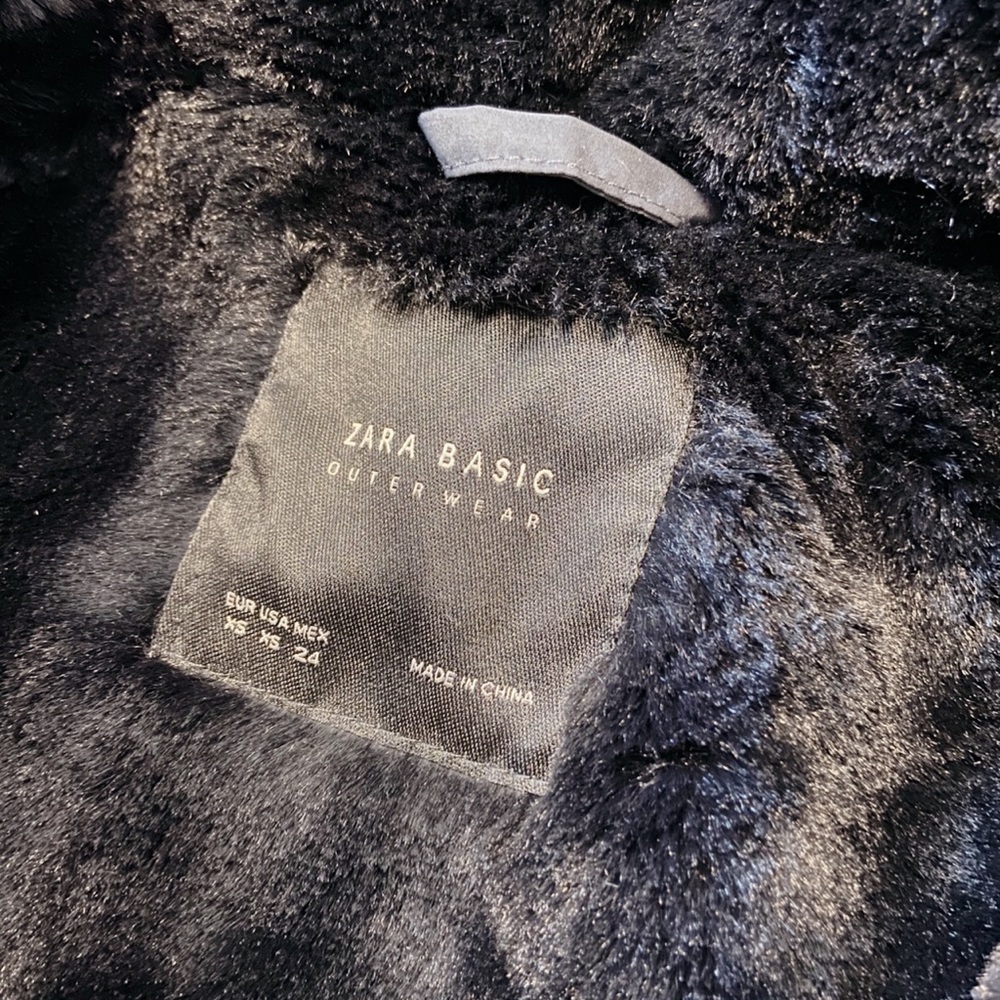 ZARA BASIC
OUTERWEAR
EUR USA MEX
XS XS 24
MADE IN CHINA